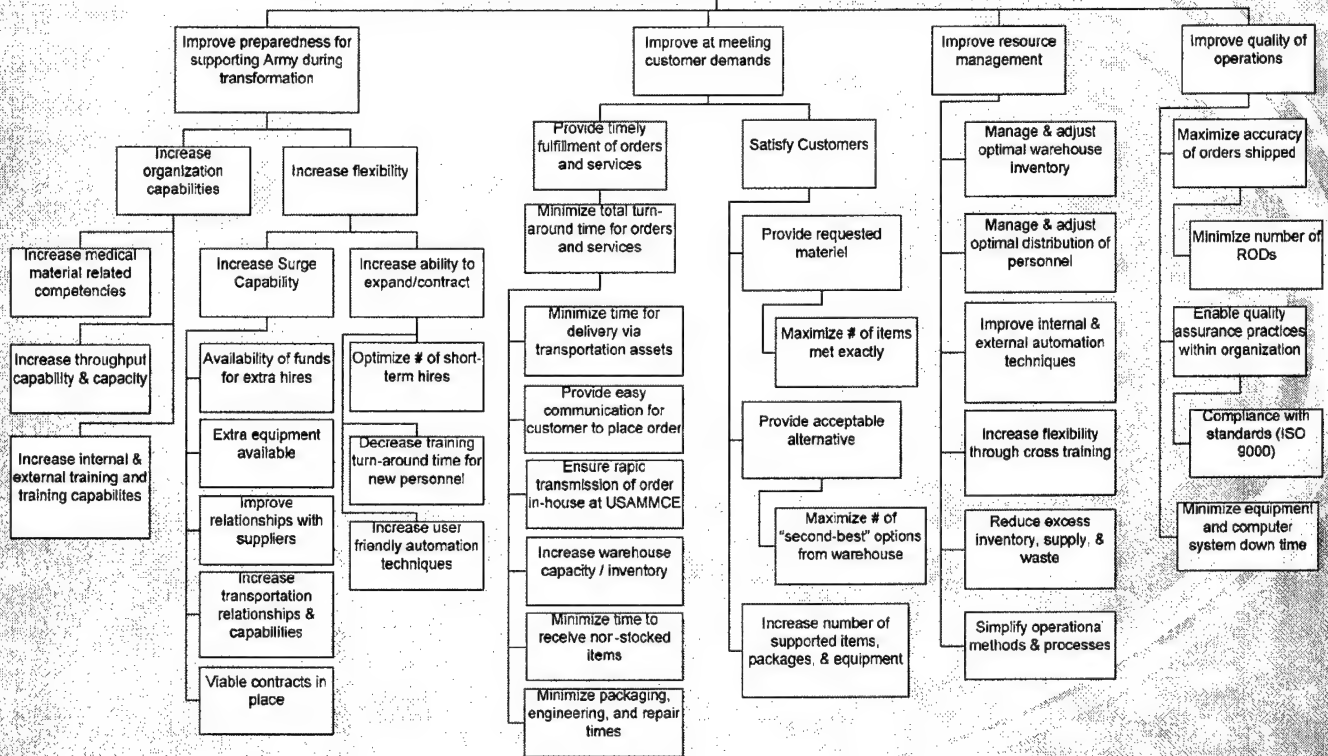 Improve preparedness for
supporting Army during
transformation
Improve at meeting
customer demands
Improve resource
management
Improve quality of
operations
Increase
organization
capabilities
Increase flexibility
Provide timely
fulfillment of orders
and services
Satisfy Customers
Manage & adjust
optimal warehouse
inventory
Maximize accuracy
of orders shipped
Increase medical
material related
competencies
Increase Surge
Capability
Increase ability to
expand/contract
Minimize total turn-
around time for orders
and services
Provide requested
materiel
Manage & adjust
optimal distribution of
personnel
Minimize number of
RODs
Increase throughput
capability & capacity
Availability of funds
for extra hires
Optimize # of short-
term hires
Minimize time for
delivery via
transportation assets
Maximize # of items
met exactly
Improve internal &
external automation
techniques
Enable quality
assurance practices
within organization
Increase internal &
external training and
training capabilites
Extra equipment
available
Decrease training
turn-around time for
new personnel
Provide easy
communication for
customer to place order
Provide acceptable
alternative
Increase flexibility
through cross training
Compliance with
standards (ISO
9000)
Improve
relationships with
suppliers
Increase user
friendly automation
techniques
Ensure rapic
transmission of order
in-house at USAMMCE
Maximize # of
"second-best" options
from warehouse
Reduce excess
inventory, supply, &
waste
Minimize equipment
and computer
system down time
Increase
transportation
relationships &
capabilities
Increase warehouse
capacity / inventory
Increase number of
supported items,
packages, & equipment
Simplify operationa
methods & processes
Viable contracts in
place
Minimize time to
receive nor-stocked
items
Minimize packaging,
engineering, and repair
times